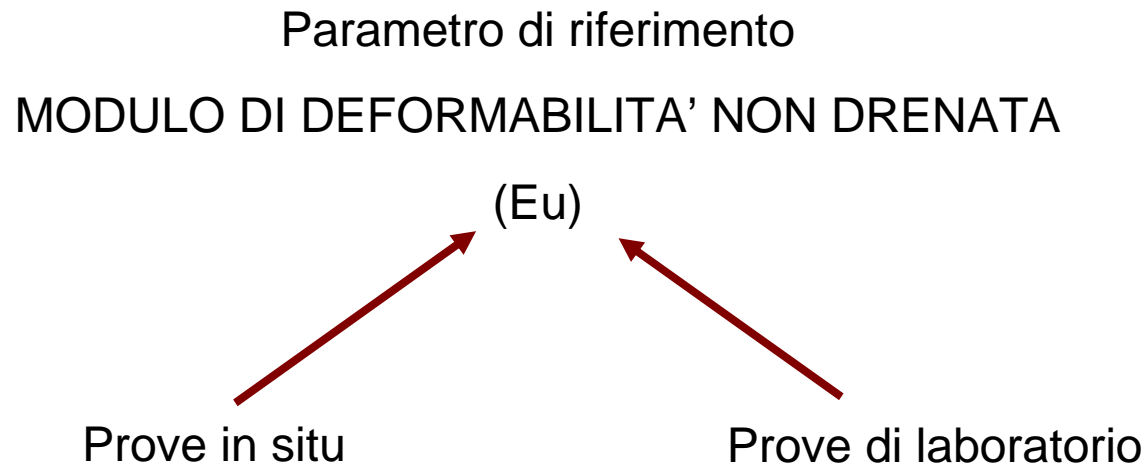 Parametro di riferimento
MODULO DI DEFORMABILITA’ NON DRENATA
(Eu)
Prove in situ
Prove di laboratorio